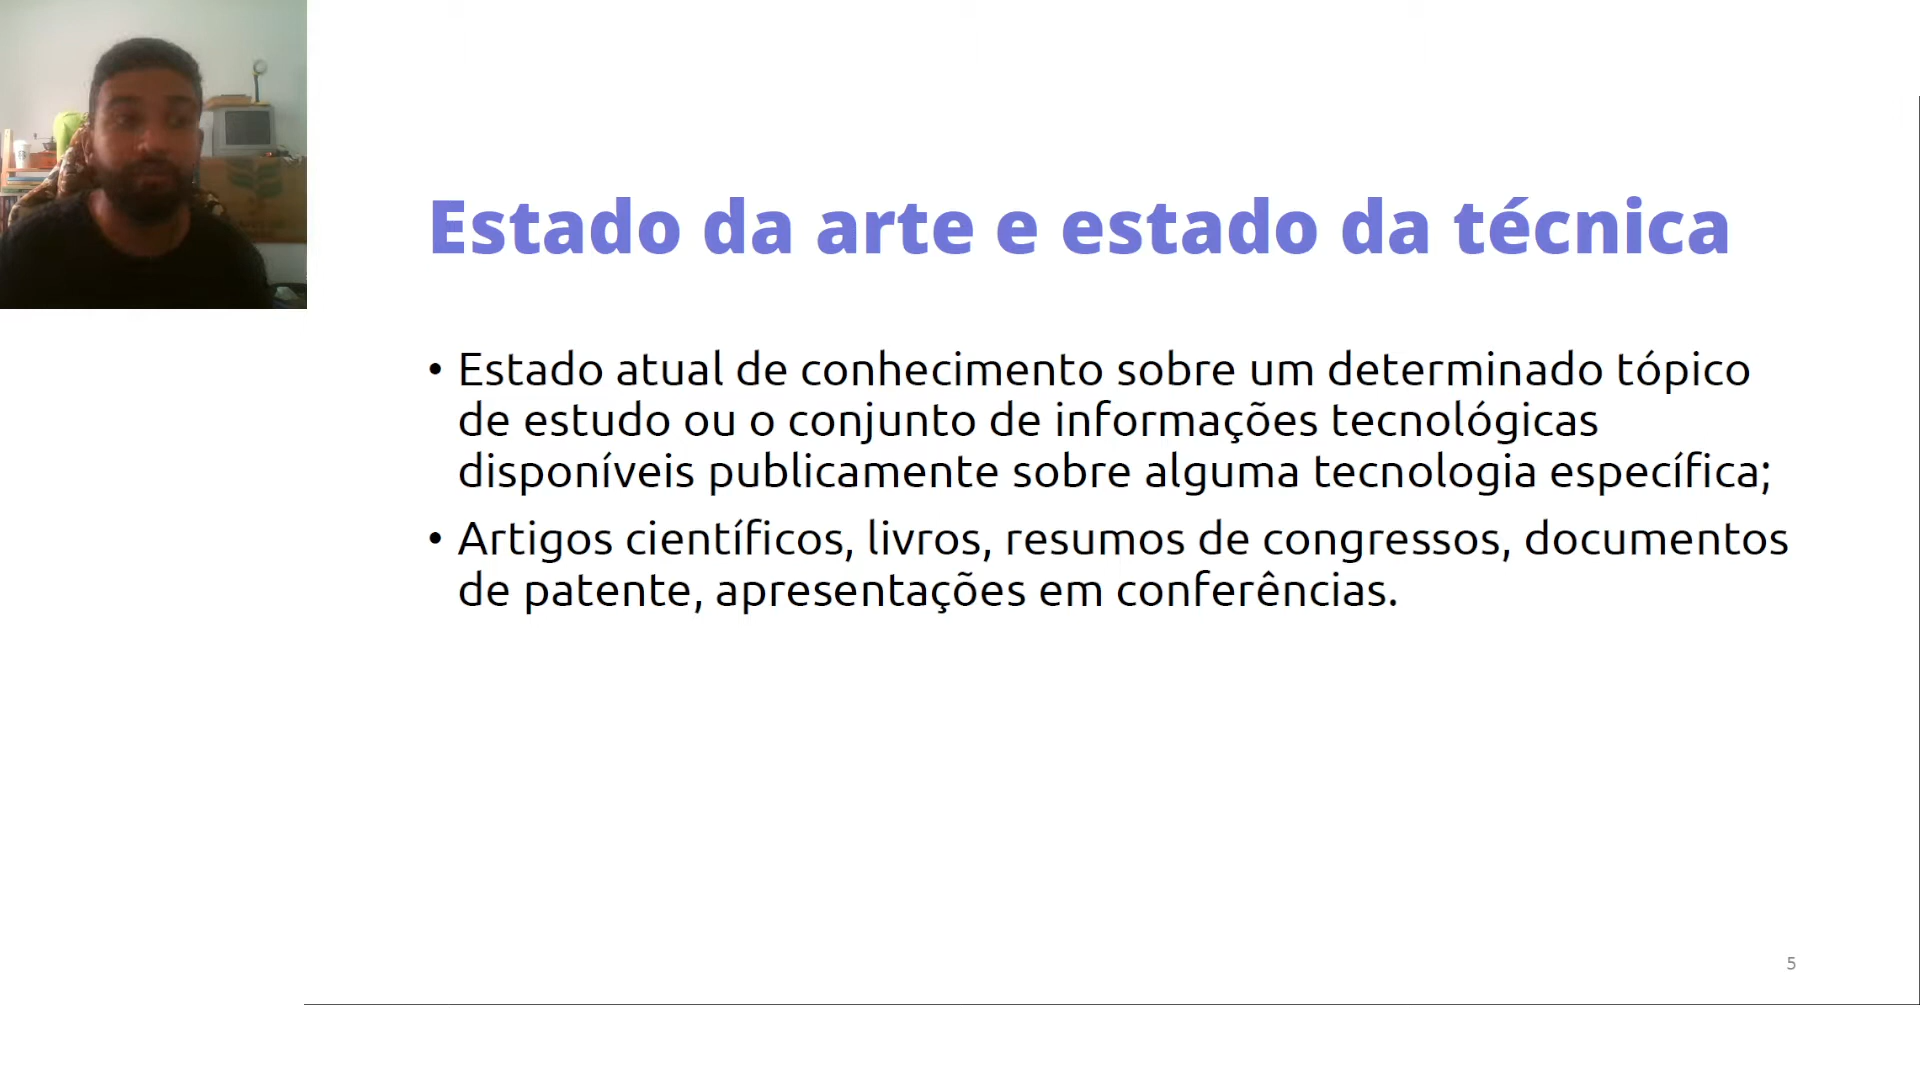 Estado da arte e estado da técnica
• Estado atual de conhecimento sobre um determinado tópico
de estudo ou o conjunto de informações tecnológicas
disponíveis publicamente sobre alguma tecnologia específica;
• Artigos científicos, livros, resumos de congressos, documentos
de patente, apresentações em conferências.
5